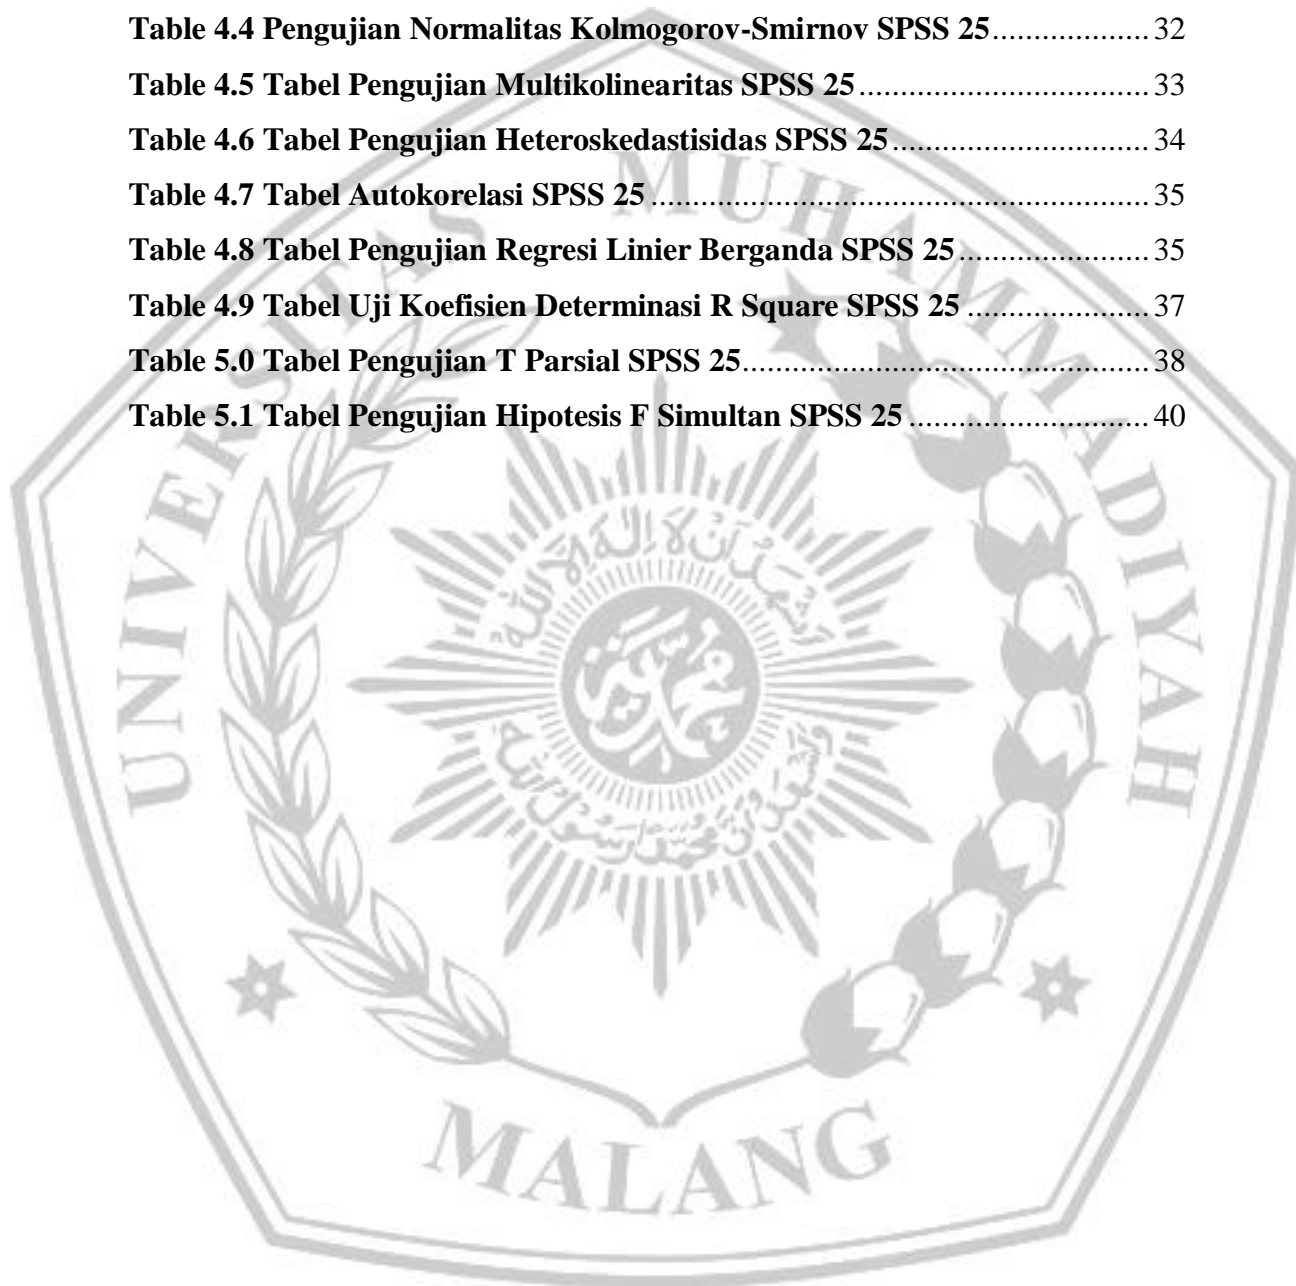 Table 4.4 Pengujian Normalitas Kolmogorov-Smirnov SPSS 25................... 32
Table 4.5 Tabel Pengujian Multikolinearitas SPSS 25................................... 33
Table 4.6 Tabel Pengujian Heteroskedastisidas SPSS 25............................... 34
Table 4.7 Tabel Autokorelasi SPSS 25............................................................. 35
Table 4.8 Tabel Pengujian Regresi Linier Berganda SPSS 25....................... 35
Table 4.9 Tabel Uji Koefisien Determinasi R Square SPSS 25...................... 37
Table 5.0 Tabel Pengujian T Parsial SPSS 25.................................................. 38
Table 5.1 Tabel Pengujian Hipotesis F Simultan SPSS 25............................. 40
UNIVERSITAS MUHAMMADIYAH
MALANG